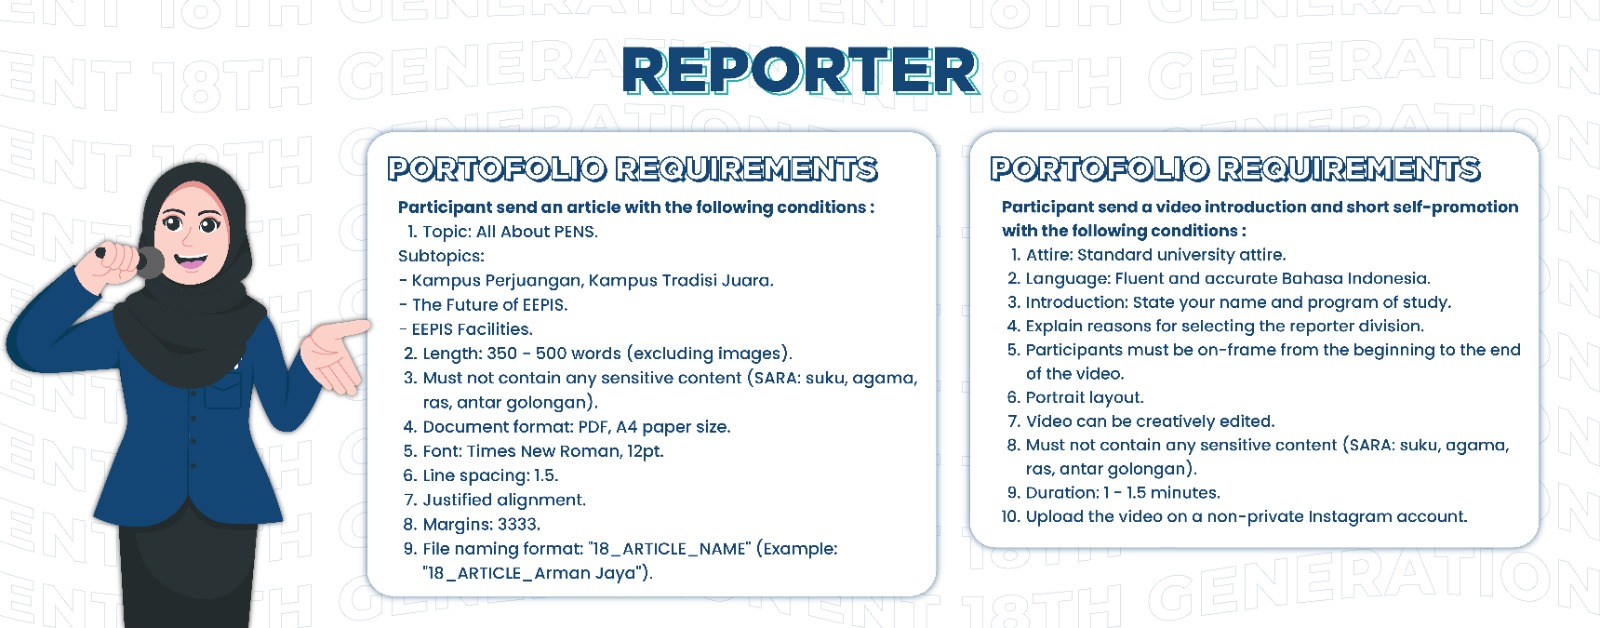 REPORTER
PORTOFOLIO REQUIREMENTS
Participant send an article with the following conditions :
1. Topic: All About PENS.
Subtopics:
- Kampus Perjuangan, Kampus Tradisi Juara.
- The Future of EEPIS.
- EEPIS Facilities.
2. Length: 350 - 500 words (excluding images).
3. Must not contain any sensitive content (SARA: suku, agama,
ras, antar golongan).
4. Document format: PDF, A4 paper size.
5. Font: Times New Roman, 12pt.
6. Line spacing: 1.5.
7. Justified alignment.
8. Margins: 3333.
9. File naming format: "18_ARTICLE_NAME" (Example:
"18_ARTICLE_Arman Jaya").
PORTOFOLIO REQUIREMENTS
Participant send a video introduction and short self-promotion
with the following conditions :
1. Attire: Standard university attire.
2. Language: Fluent and accurate Bahasa Indonesia.
3. Introduction: State your name and program of study.
4. Explain reasons for selecting the reporter division.
5. Participants must be on-frame from the beginning to the end
of the video.
6. Portrait layout.
7. Video can be creatively edited.
8. Must not contain any sensitive content (SARA: suku, agama,
ras, antar golongan).
9. Duration: 1 - 1.5 minutes.
10. Upload the video on a non-private Instagram account.
ENT 18TH GENERATION